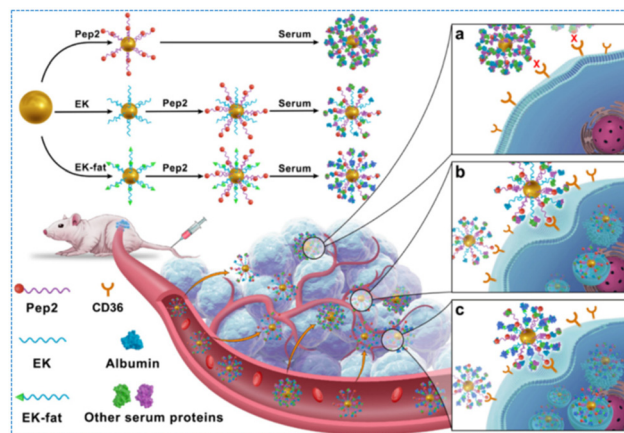 Pep2
Serum
EK
Pep2
Serum
EK-fat
Pep2
Serum
a
b
c
Pep2
CD36
EK
Albumin
EK-fat
Other serum proteins
X
X